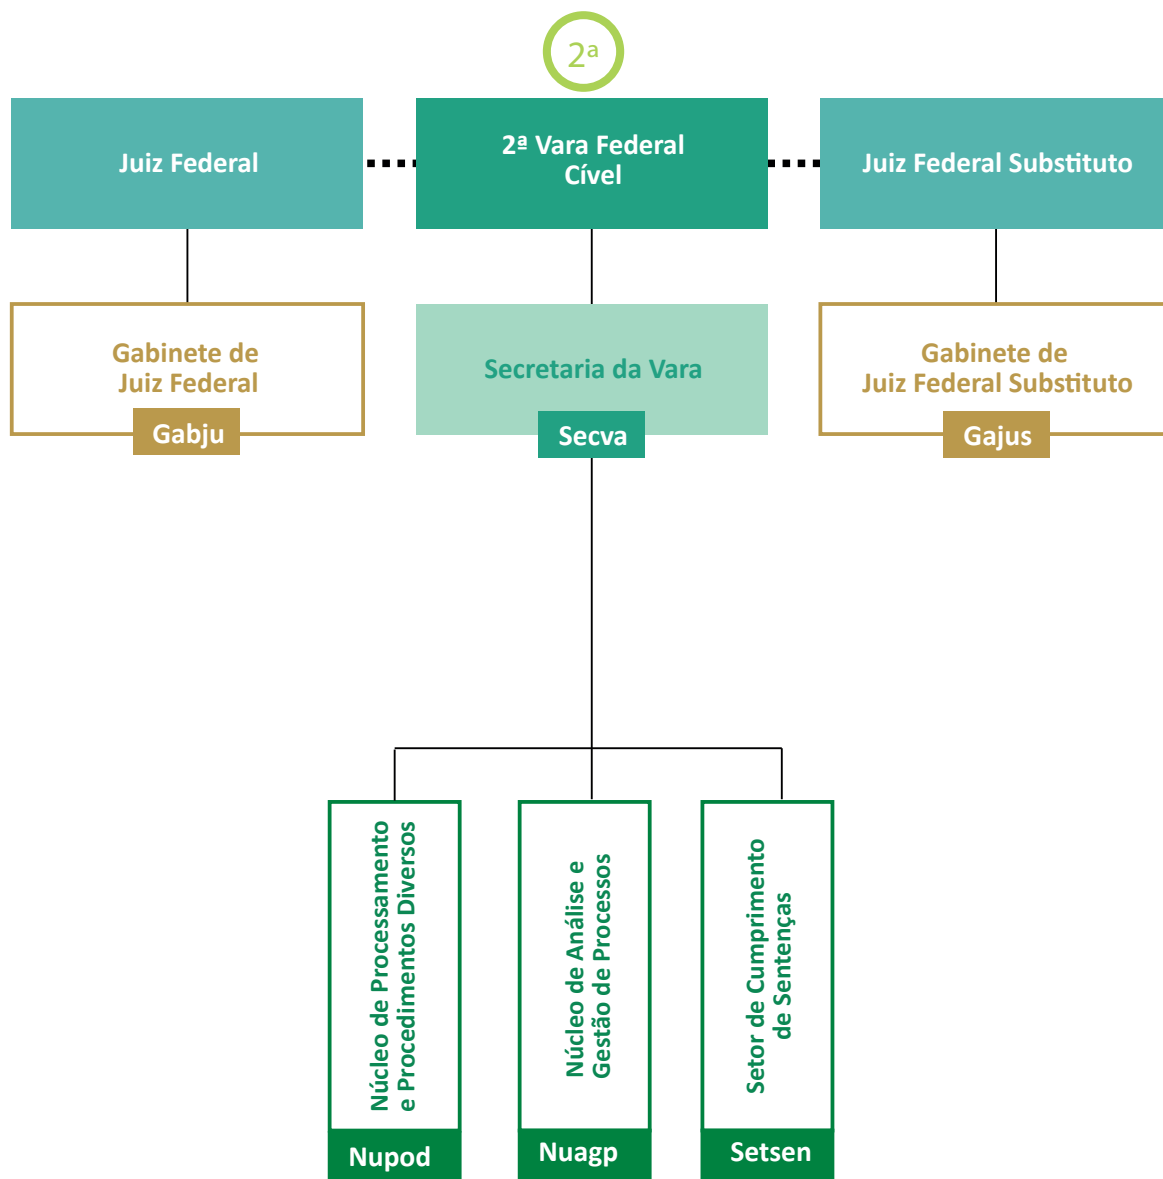 2ª
Juiz Federal
2ª Vara Federal
Cível
Juiz Federal Substituto
Gabinete de
Juiz Federal
Gabju
Secretaria da Vara
Secva
Gabinete de
Juiz Federal Substituto
Gajus
Núcleo de Processamento
e Procedimentos Diversos
Nupod
Núcleo de Análise e
Gestão de Processos
Nuagp
Setor de Cumprimento
de Sentenças
Setsen